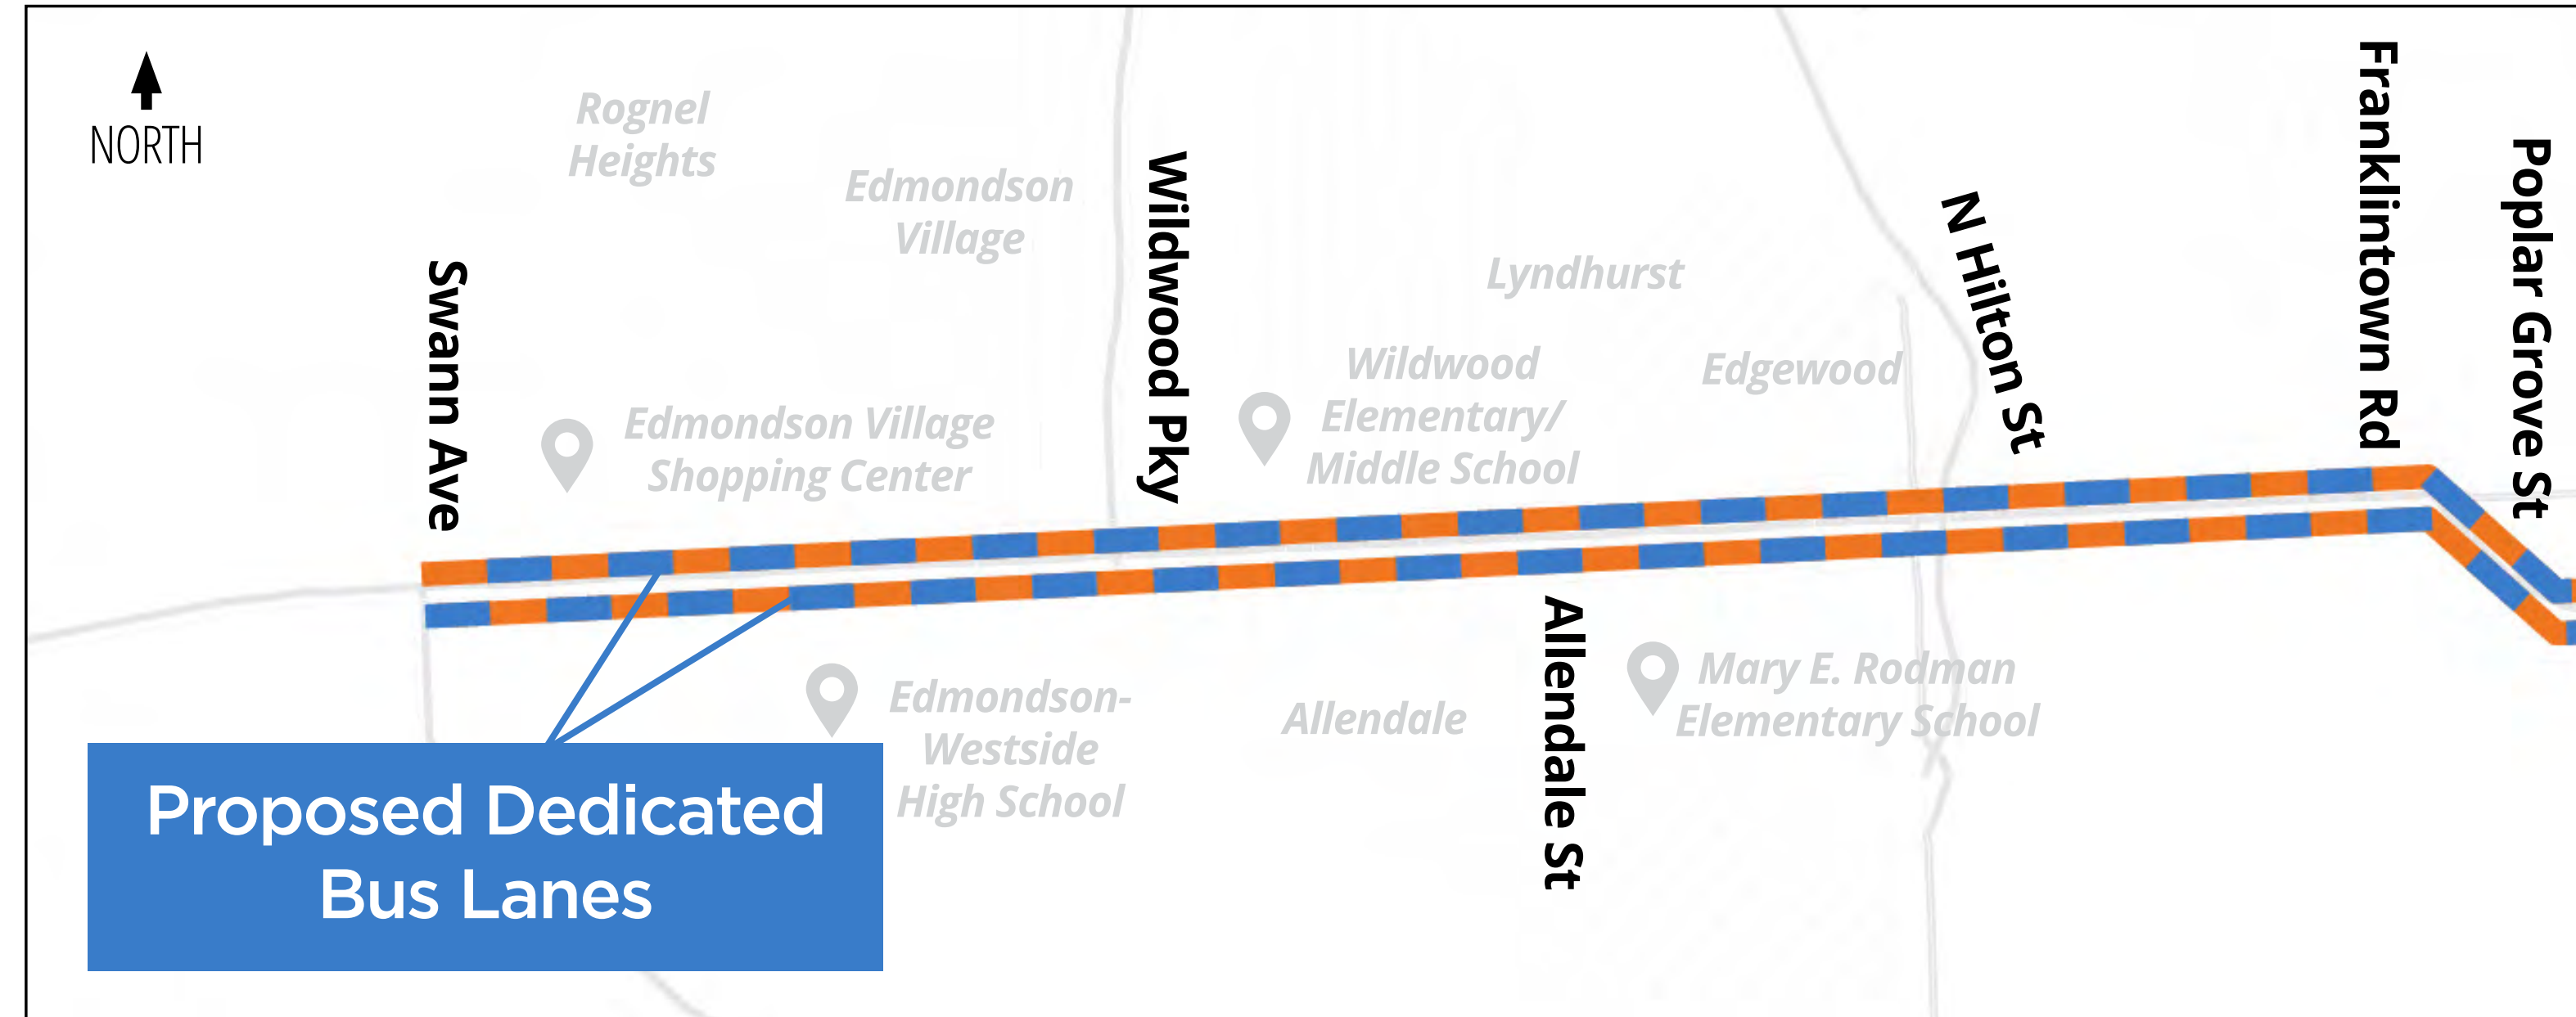 NORTH
Rognel
Heights
Edmondson
Village
Swann Ave
Edmondson Village
Shopping Center
Wildwood Pky
Lyndhurst
Wildwood
Elementary/
Middle School
Edgewood
N Hilton St
Franklintown Rd
Poplar Grove St
Edmondson-
Westside
High School
Allendale
Allendale St
Mary E. Rodman
Elementary School
Proposed Dedicated
Bus Lanes